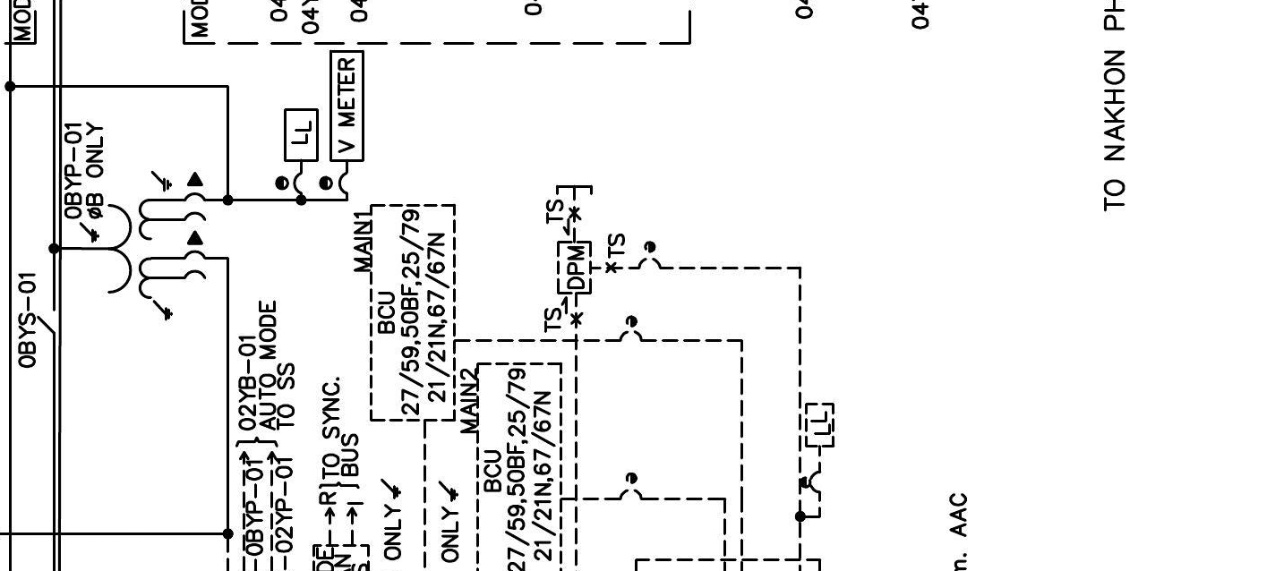 MOD
MOD
04
04Y
04
04
04
04
TO NAKHON PH
V METER
LL
0BYP-01
øB ONLY
0BYS-01
MAIN1
BCU
27/59,50BF,25/79
21/21N,67/67N
TS
DPM
TS
TS
MAIN2
BCU
27/59,50BF,25/79
21/21N,67/67N
LL
02YB-01
AUTO MODE
TO SS
0BYP-01
-02YP-01
R
I
TO SYNC.
BUS
ONLY
ONLY
m. AAC